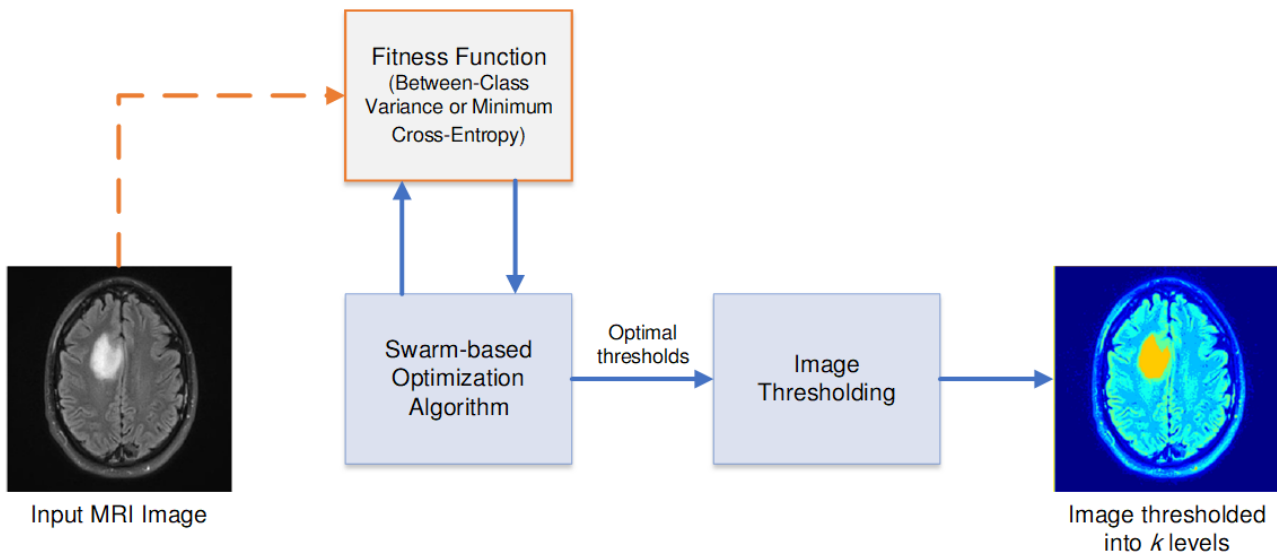 Fitness Function
(Between-Class
Variance or Minimum
Cross-Entropy)
Swarm-based
Optimization
Algorithm
Optimal
thresholds
Image
Thresholding
Input MRI Image
Image thresholded
into k levels